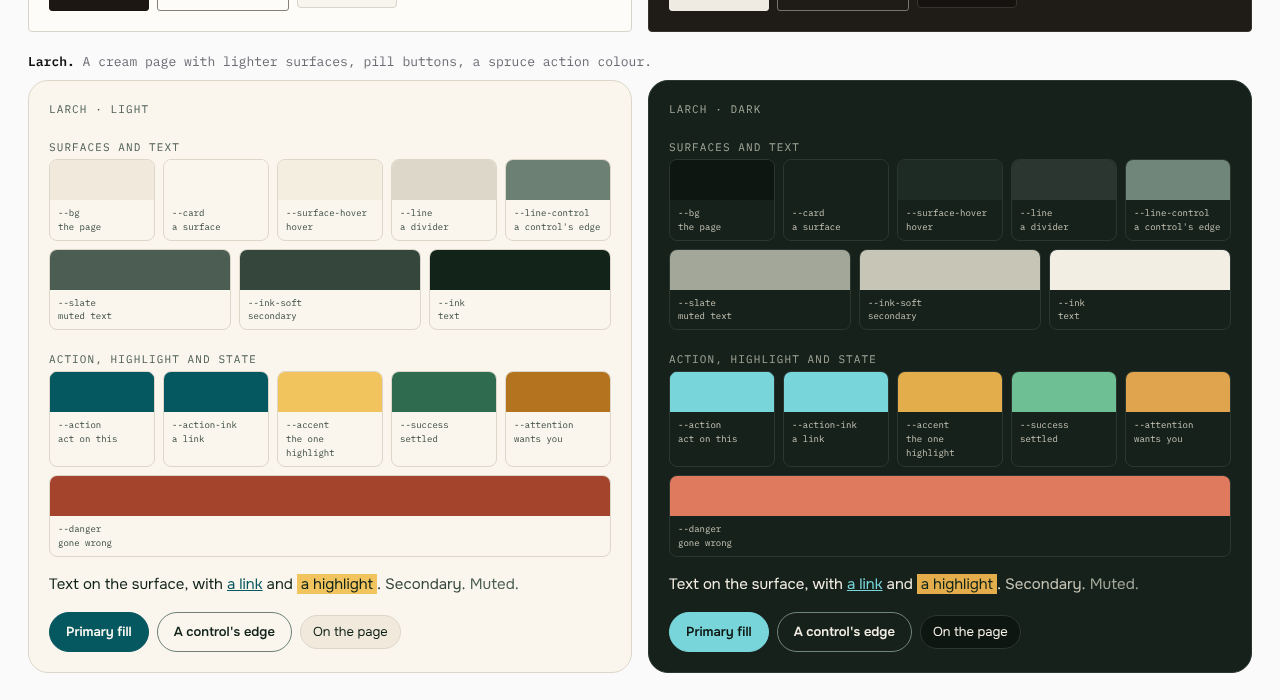 Larch. A cream page with lighter surfaces, pill buttons, a spruce action colour.
LARCH · LIGHT
SURFACES AND TEXT
--bg
the page
--card
a surface
--surface-hover
hover
--line
a divider
--line-control
a control's edge
--slate
muted text
--ink-soft
secondary
--ink
text
ACTION, HIGHLIGHT AND STATE
--action
act on this
--action-ink
a link
--accent
the one
highlight
--success
settled
--attention
wants you
--danger
gone wrong
Text on the surface, with a link and a highlight. Secondary. Muted.
Primary fill
A control's edge
On the page
LARCH · DARK
SURFACES AND TEXT
--bg
the page
--card
a surface
--surface-hover
hover
--line
a divider
--line-control
a control's edge
--slate
muted text
--ink-soft
secondary
--ink
text
ACTION, HIGHLIGHT AND STATE
--action
act on this
--action-ink
a link
--accent
the one
highlight
--success
settled
--attention
wants you
--danger
gone wrong
Text on the surface, with a link and a highlight. Secondary. Muted.
Primary fill
A control's edge
On the page